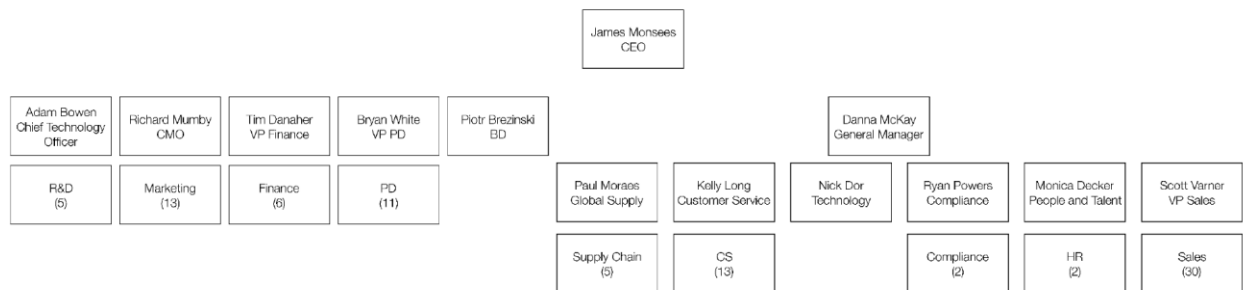 James Monsees
CEO
Adam Bowen
Chief Technology
Officer
Richard Mumby
CMO
Tim Danaher
VP Finance
Bryan White
VP PD
Piotr Brezinski
BD
Danna McKay
General Manager
R&D
(5)
Marketing
(13)
Finance
(6)
PD
(11)
Paul Moraes
Global Supply
Kelly Long
Customer Service
Nick Dor
Technology
Ryan Powers
Compliance
Monica Decker
People and Talent
Scott Varner
VP Sales
Supply Chain
(5)
CS
(13)
Compliance
(2)
HR
(2)
Sales
(30)